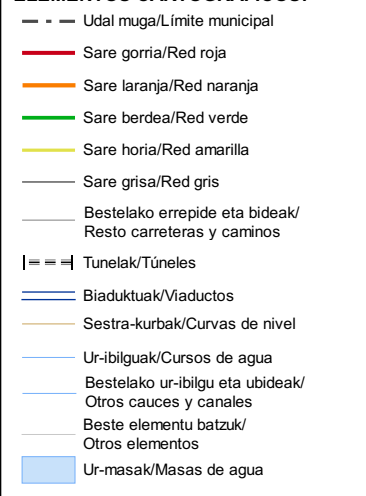 ELEMENTOS CARTOGRÁFICOS:
Udal muga/Límite municipal
Sare gorria/Red roja
Sare laranja/Red naranja
Sare berdea/Red verde
Sare horia/Red amarilla
Sare grisa/Red gris
Bestelako errepide eta bideak/
Resto carreteras y caminos
Tunelak/Túneles
Biaduktuak/Viaductos
Sestra-kurbak/Curvas de nivel
Ur-ibilguak/Cursos de agua
Bestelako ur-ibilgu eta ubideak/
Otros cauces y canales
Beste elementu batzuk/
Otros elementos
Ur-masak/Masas de agua